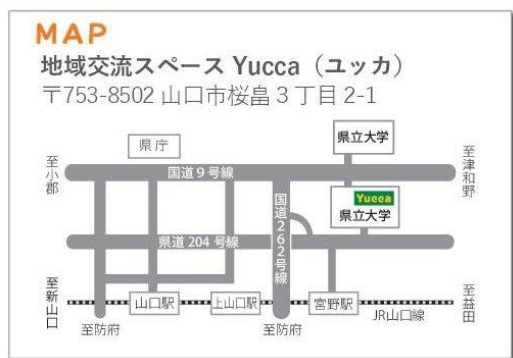 MAP
地域交流スペース Yucca（ユッカ）
〒753-8502 山口市桜畠 3 丁目 2-1
県庁
県立大学
至小郡
国道 9 号線
至津和野
Yucca
県立大学
国道262号線
県道 204 号線
至新山口
山口駅
上山口駅
宮野駅
JR山口線
至益田
至防府
至防府